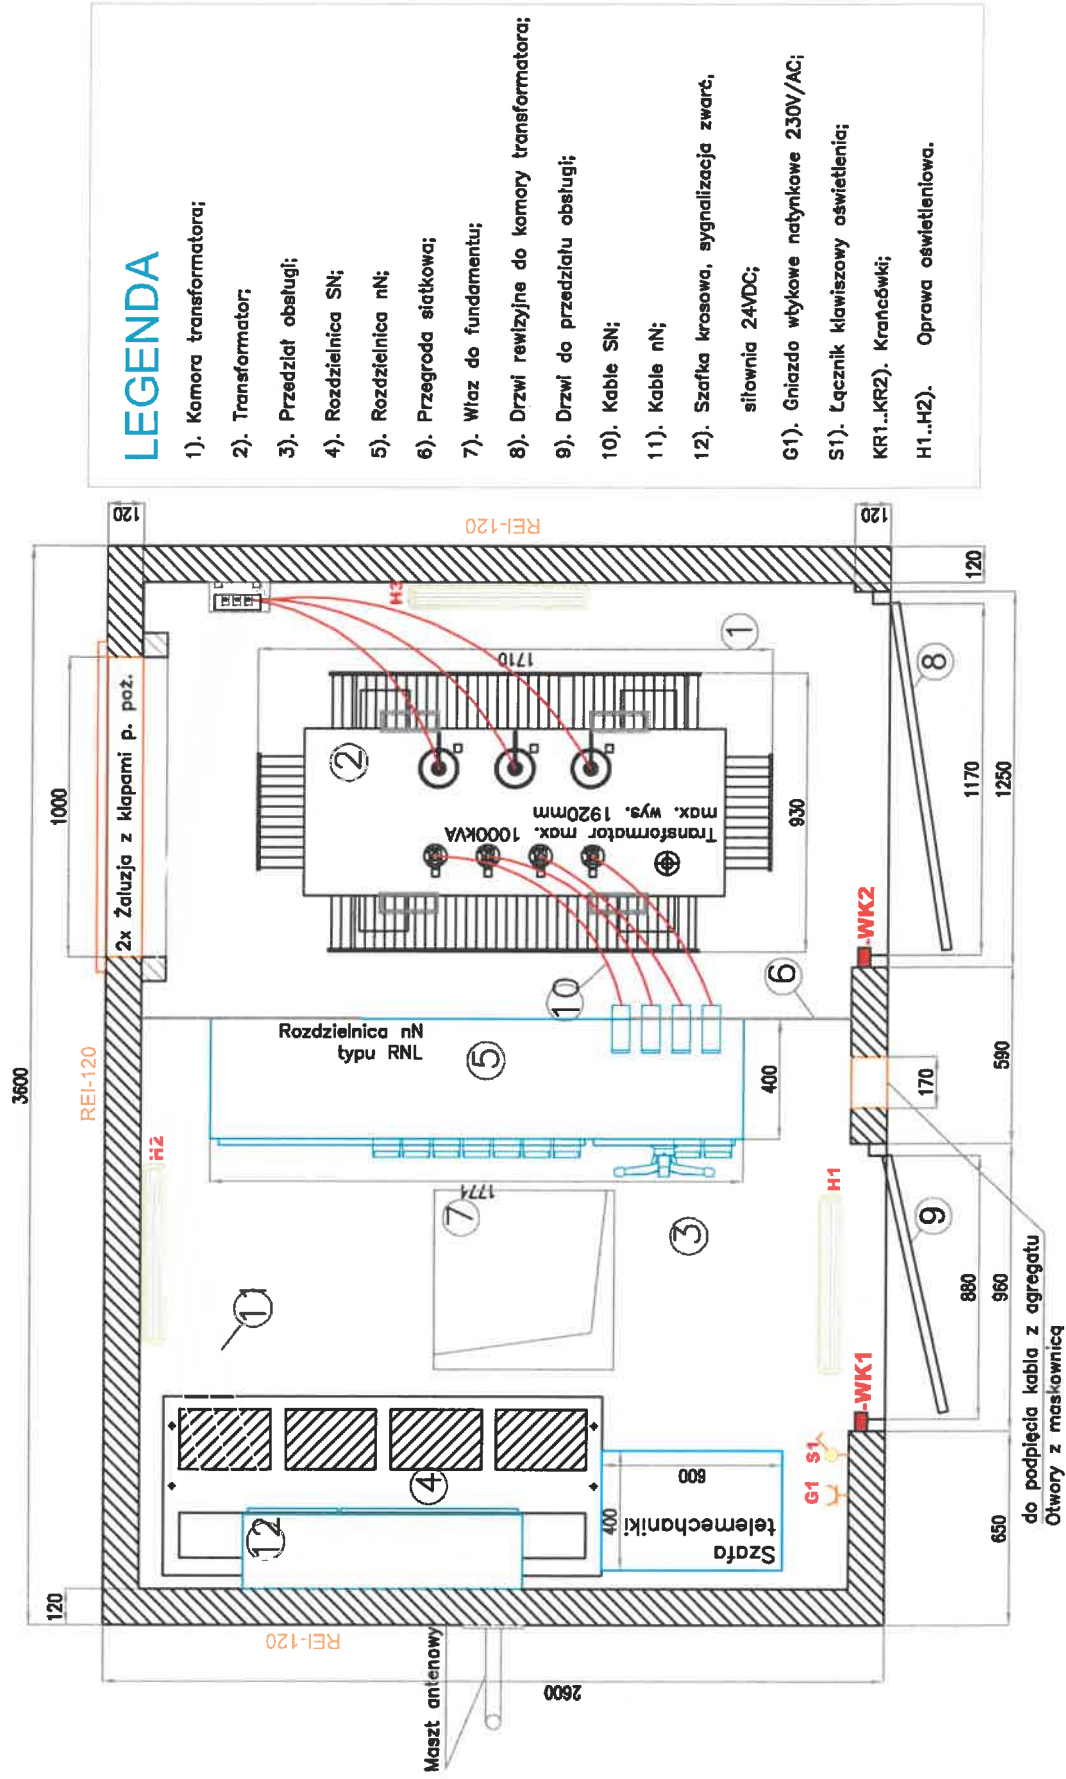 LEGENDA
1). Komora transformatora;
2). Transformator;
3). Przedział obsługi;
4). Rozdzielnica SN;
5). Rozdzielnica nN;
6). Przegroda siatkowa;
7). Właz do fundamentu;
8). Drzwi rewizyjne do komory transformatora;
9). Drzwi do przedziału obsługi;
10). Kable SN;
11). Kable nN;
12). Szafka krosowa, sygnalizacja zwarć,
siłownia 24VDC;
G1). Gniazdo wtykowe natynkowe 230V/AC;
S1). Łącznik klawiszowy oświetlenia;
KR1..KR2). Krańcówki;
H1..H2). Oprawa oświetleniowa.
3600
1000
120
120
REI-120
2x Żaluzja z klapami p. poż.
REI-120
REI-120
H2
H3
11
12
4
Rozdzielnica nN
typu RNL
5
7
1771
3
2
Transformator max. 1000kVA
max. wys. 1920mm
1710
1
930
10
6
400
Maszt antenowy
2600
Szafa
telemechaniki
400
600
G1
S1
H1
-WK1
-WK2
120
120
170
9
8
880
1170
650
960
590
1250
do podpięcia kabla z agregatu
Otwory z maskownicą